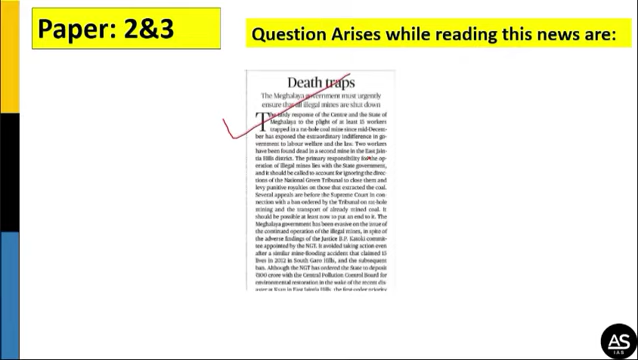 Paper: 2&3
Question Arises while reading this news are:
Death traps
The Meghalaya government must urgently
ensure that all illegal mines are shut down
The tardy response of the Centre and the State of
Meghalaya to the plight of at least 15 workers
trapped in a rat-hole coal mine since mid-Decem-
ber has exposed the extraordinary indifference in go-
vernment to labour welfare and the law. Two workers
have been found dead in a second mine in the East Jain-
tia Hills district. The primary responsibility for the op-
eration of illegal mines lies with the State government,
and it should be called to account for ignoring the direc-
tions of the National Green Tribunal to close them and
levy punitive royalties on those that extracted the coal.
Several appeals are before the Supreme Court in con-
nection with a ban ordered by the Tribunal on rat-hole
mining and the transport of already mined coal. It
should be possible at least now to put an end to it. The
Meghalaya government has been evasive on the issue of
the continued operation of the illegal mines, in spite of
the adverse findings of the Justice B.P. Katoki commit-
tee appointed by the NGT. It avoided taking action even
after a similar mine-flooding accident that claimed 15
lives in 2012 in South Garo Hills, and the subsequent
ban. Although the NGT has ordered the State to deposit
₹100 crore with the Central Pollution Control Board for
environmental restoration in the wake of the recent disas-
ter in East Jaintia Hills, the first order priority
AS
IAS